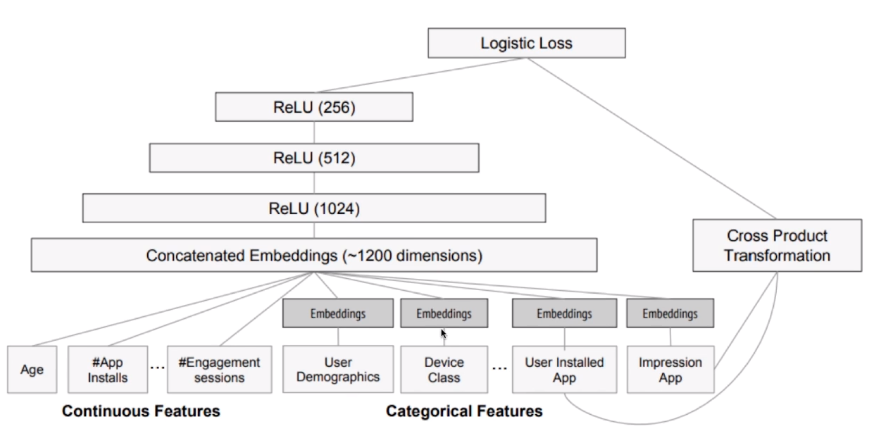 Logistic Loss
ReLU (256)
ReLU (512)
ReLU (1024)
Concatenated Embeddings (~1200 dimensions)
Cross Product
Transformation
Embeddings
Embeddings
Embeddings
Embeddings
Age
#App
Installs
...
#Engagement
sessions
User
Demographics
Device
Class
...
User Installed
App
Impression
App
Continuous Features
Categorical Features